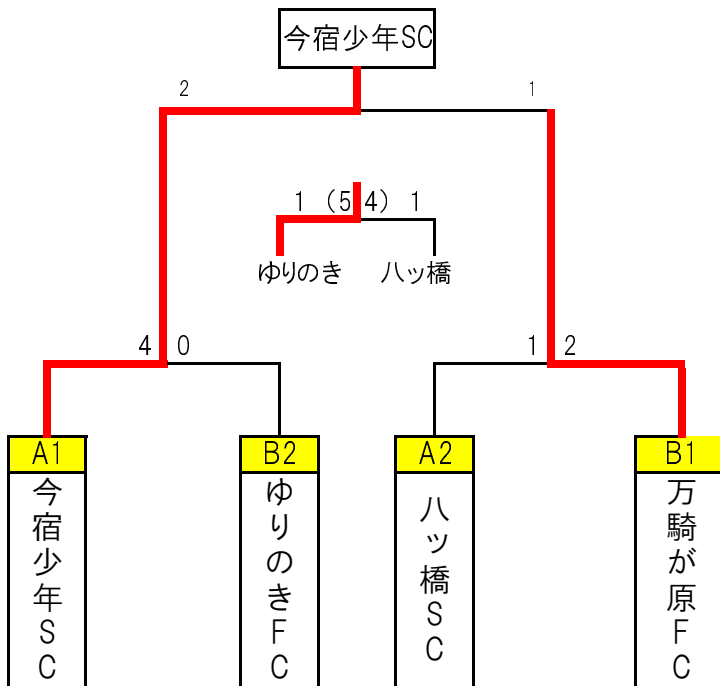 今宿少年SC
2 1
1 (5 4) 1
ゆりのき 八ッ橋
4 0 1 2
A1 B2 A2 B1
今宿少年SC
ゆりのきFC
八ッ橋SC
万騎が原FC